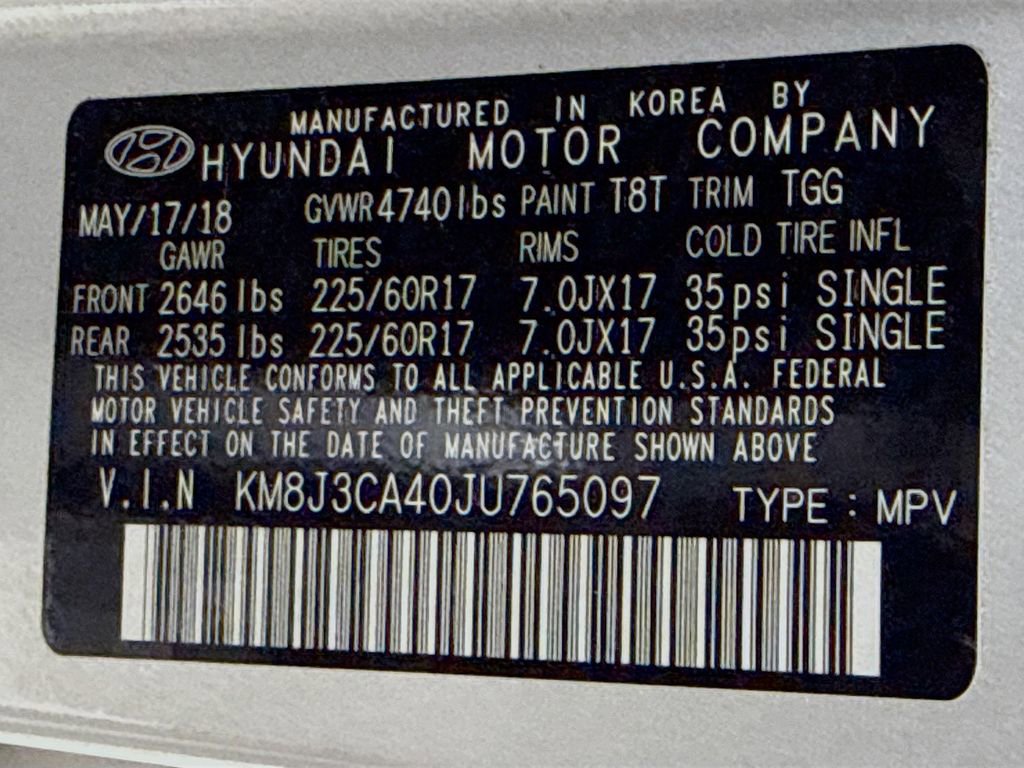 MANUFACTURED IN KOREA BY
HYUNDAI MOTOR COMPANY
MAY/17/18 GVWR4740lbs PAINT T8T TRIM TGG
GAWR TIRES RIMS COLD TIRE INFL
FRONT 2646 lbs 225/60R17 7.0JX17 35psi SINGLE
REAR 2535 lbs 225/60R17 7.0JX17 35psi SINGLE
THIS VEHICLE CONFORMS TO ALL APPLICABLE U.S.A. FEDERAL
MOTOR VEHICLE SAFETY AND THEFT PREVENTION STANDARDS
IN EFFECT ON THE DATE OF MANUFACTURE SHOWN ABOVE
V.I.N KM8J3CA40JU765097 TYPE : MPV